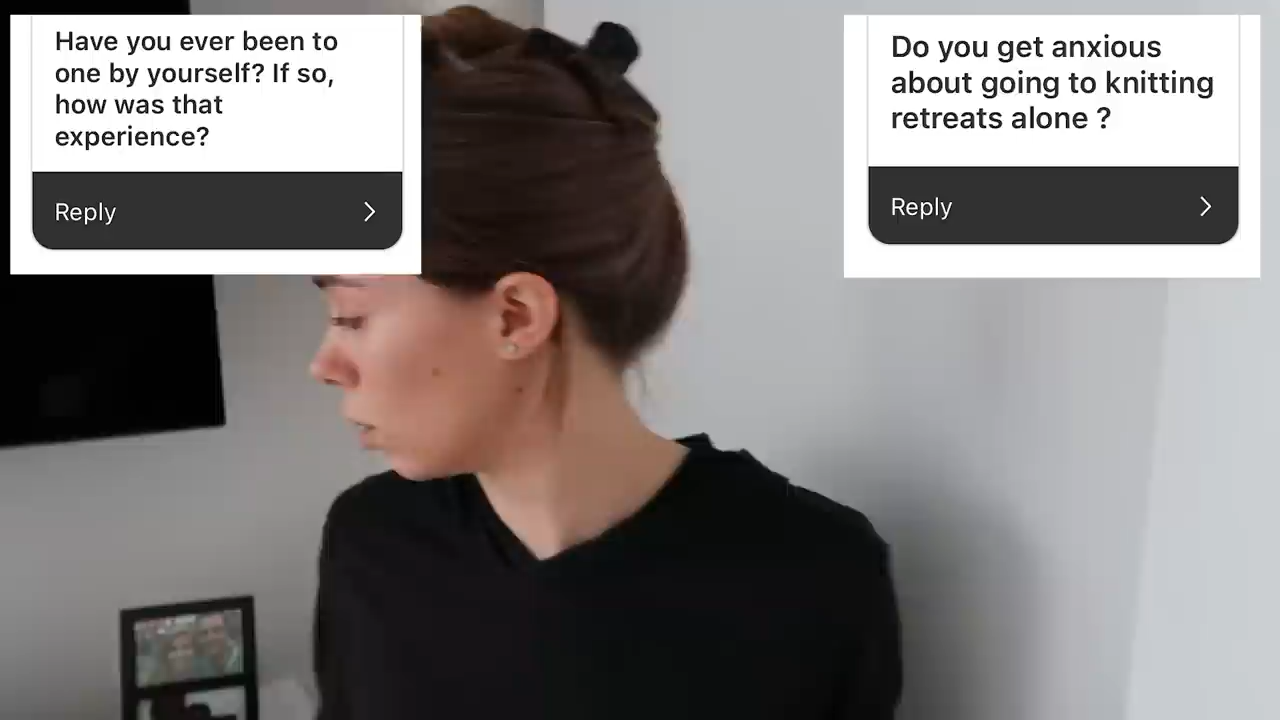 Have you ever been to
one by yourself? If so,
how was that
experience?
Reply
Do you get anxious
about going to knitting
retreats alone ?
Reply